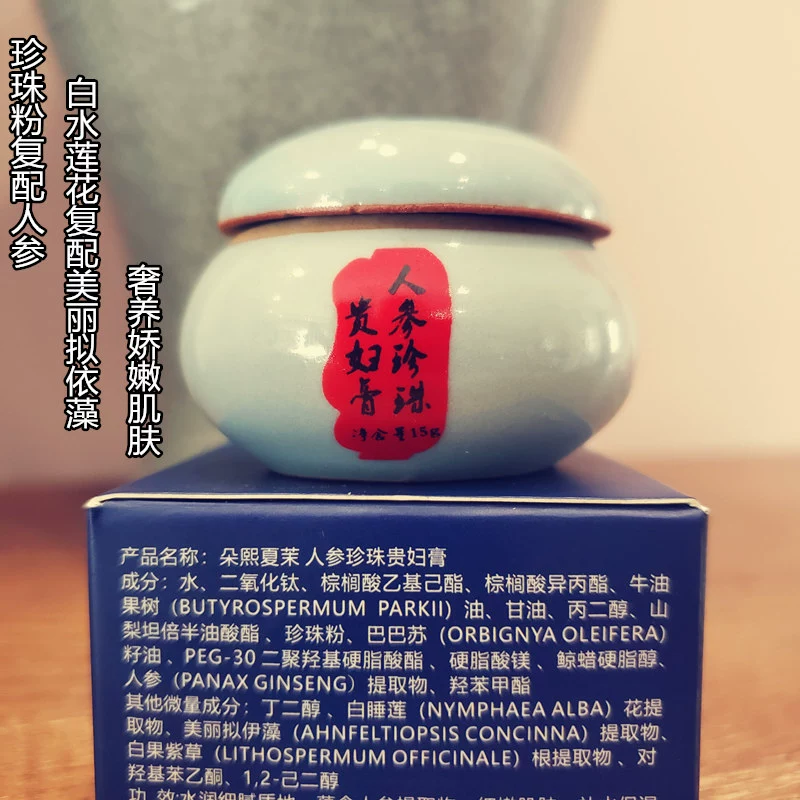 珍珠粉复配人参
白水莲花复配美丽拟依藻
奢养娇嫩肌肤
人参珍珠
贵妇膏
净含量15g
产品名称：朵熙夏茉 人参珍珠贵妇膏
成分：水、二氧化钛、棕榈酸乙基己酯、棕榈酸异丙酯、牛油
果树（BUTYROSPERMUM PARKII）油、甘油、丙二醇、山
梨坦倍半油酸酯、珍珠粉、巴巴苏（ORBIGNYA OLEIFERA）
籽油、PEG-30 二聚羟基硬脂酸酯、硬脂酸镁、鲸蜡硬脂醇、
人参（PANAX GINSENG）提取物、羟苯甲酯
其他微量成分：丁二醇、白睡莲（NYMPHAEA ALBA）花提
取物、美丽拟伊藻（AHNFELTIOPSIS CONCINNA）提取物、
白果紫草（LITHOSPERMUM OFFICINALE）根提取物、对
羟基苯乙酮、1,2-己二醇
功 效:水润细腻质地